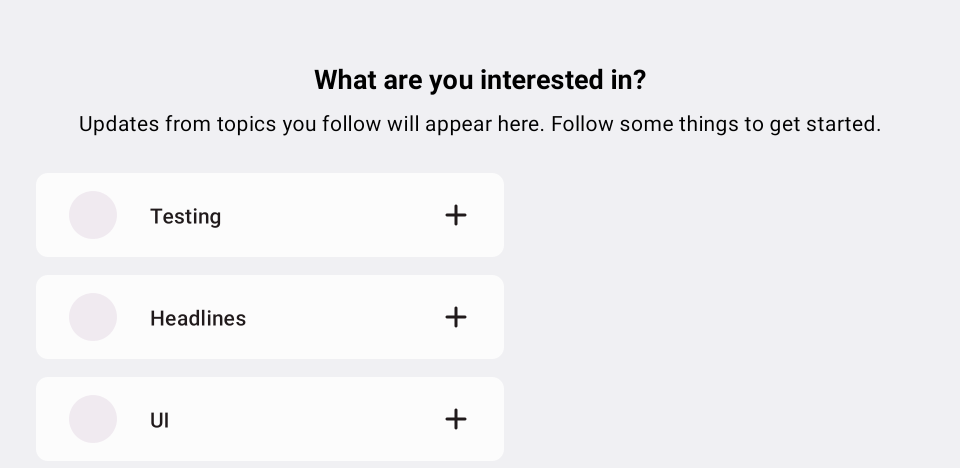 What are you interested in?
Updates from topics you follow will appear here. Follow some things to get started.
Testing
Headlines
UI